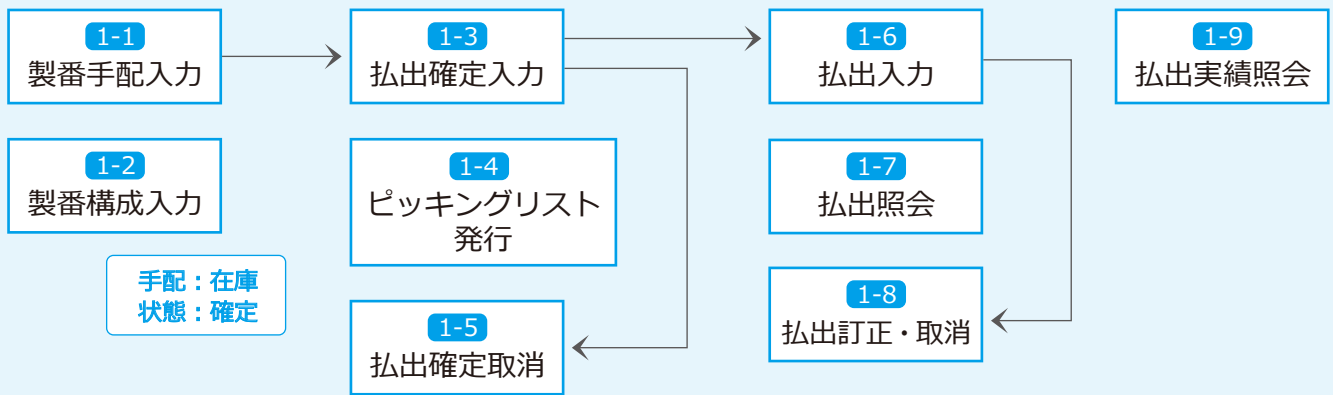 1-1
製番手配入力
1-2
製番構成入力
手配：在庫
状態：確定
1-3
払出確定入力
1-4
ピッキングリスト
発行
1-5
払出確定取消
1-6
払出入力
1-7
払出照会
1-8
払出訂正・取消
1-9
払出実績照会